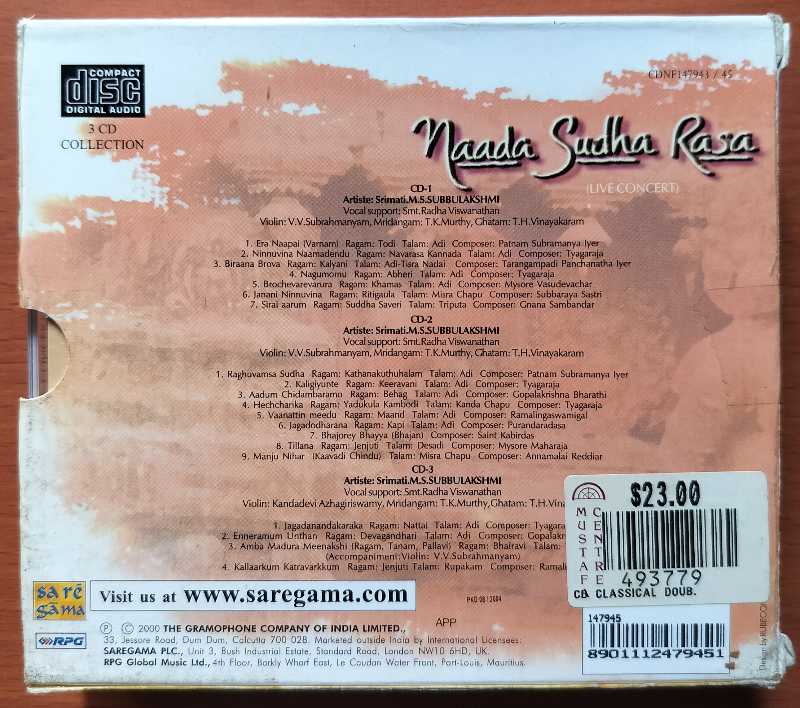 COMPACT
disc
DIGITAL AUDIO
3 CD
COLLECTION
CDNF147943 / 45
Naada Sudha Rasa
(LIVE CONCERT)
CD-1
Artiste: Srimati.M.S.SUBBULAKSHMI
Vocal support: Smt.Radha Viswanathan
Violin: V.V.Subrahmanyam, Mridangam: T.K.Murthy, Ghatam: T.H.Vinayakaram
1. Era Naapai (Varnam) Ragam: Todi Talam: Adi Composer: Patnam Subramanya Iyer
2. Ninnuvina Naamadendu Ragam: Navarasa Kannada Talam: Adi Composer: Tyagaraja
3. Biraana Brova Ragam: Kalyani Talam: Adi-Tisra Nadai Composer: Tarangampadi Panchanatha Iyer
4. Nagumomu Ragam: Abheri Talam: Adi Composer: Tyagaraja
5. Brochevarevarura Ragam: Khamas Talam: Adi Composer: Mysore Vasudevachar
6. Janani Ninnuvina Ragam: Ritigaula Talam: Misra Chapu Composer: Subbaraya Sastri
7. Sirai aarum Ragam: Suddha Saveri Talam: Triputa Composer: Gnana Sambandar
CD-2
Artiste: Srimati.M.S.SUBBULAKSHMI
Vocal support: Smt.Radha Viswanathan
Violin: V.V.Subrahmanyam, Mridangam: T.K.Murthy, Ghatam: T.H.Vinayakaram
1. Raghuvamsa Sudha Ragam: Kathanakuthuhalam Talam: Adi Composer: Patnam Subramanya Iyer
2. Kaligiyunte Ragam: Keeravani Talam: Adi Composer: Tyagaraja
3. Aadum Chidambaramo Ragam: Behag Talam: Adi Composer: Gopalakrishna Bharathi
4. Hechcharika Ragam: Yadukula Kambodi Talam: Kanda Chapu Composer: Tyagaraja
5. Vaanattin meedu Ragam: Maand Talam: Adi Composer: Ramalingaswamigal
6. Jagadodharana Ragam: Kapi Talam: Adi Composer: Purandaradasa
7. Bhajorey Bhayya (Bhajan) Composer: Saint Kabirdas
8. Tillana Ragam: Jenjuti Talam: Desadi Composer: Mysore Maharaja
9. Manju Nihar (Kaavadi Chindu) Talam: Misra Chapu Composer: Annamalai Reddiar
CD-3
Artiste: Srimati.M.S.SUBBULAKSHMI
Vocal support: Smt.Radha Viswanathan
Violin: Kandadevi Azhagiriswamy, Mridangam: T.K.Murthy,Ghatam: T.H.Vina
1. Jagadanandakaraka Ragam: Nattai Talam: Adi Composer: Tyagara
2. Enneramum Unthan Ragam: Devagandhari Talam: Adi Composer: Gopala
3. Amba Madura Meenakshi (Ragam, Tanam, Pallavi) Ragam: Bhairavi Talam:
(Accompaniment:Violin: V.V.Subrahmanyam)
4. Kallaarkum Katravarkkum Ragam: Jenjuti Talam: Rupakam Composer: Ramali
MUSTAF
CENTRE
$23.00
493779
CD CLASSICAL DOUB.
sa rē
gama
RPG
Visit us at www.saregama.com
PKD
APP
Ⓟ © 2000 THE GRAMOPHONE COMPANY OF INDIA LIMITED.,
33, Jessore Road, Dum Dum, Calcutta 700 028. Marketed outside India by International Licensees:
SAREGAMA PLC., Unit 3, Bush Industrial Estate, Standard Road, London NW10 6HD, UK.
RPG Global Music Ltd., 4th Floor, Barkly Wharf East, Le Coudan Water Front, Port-Louis, Mauritius.
147945
8901112479451